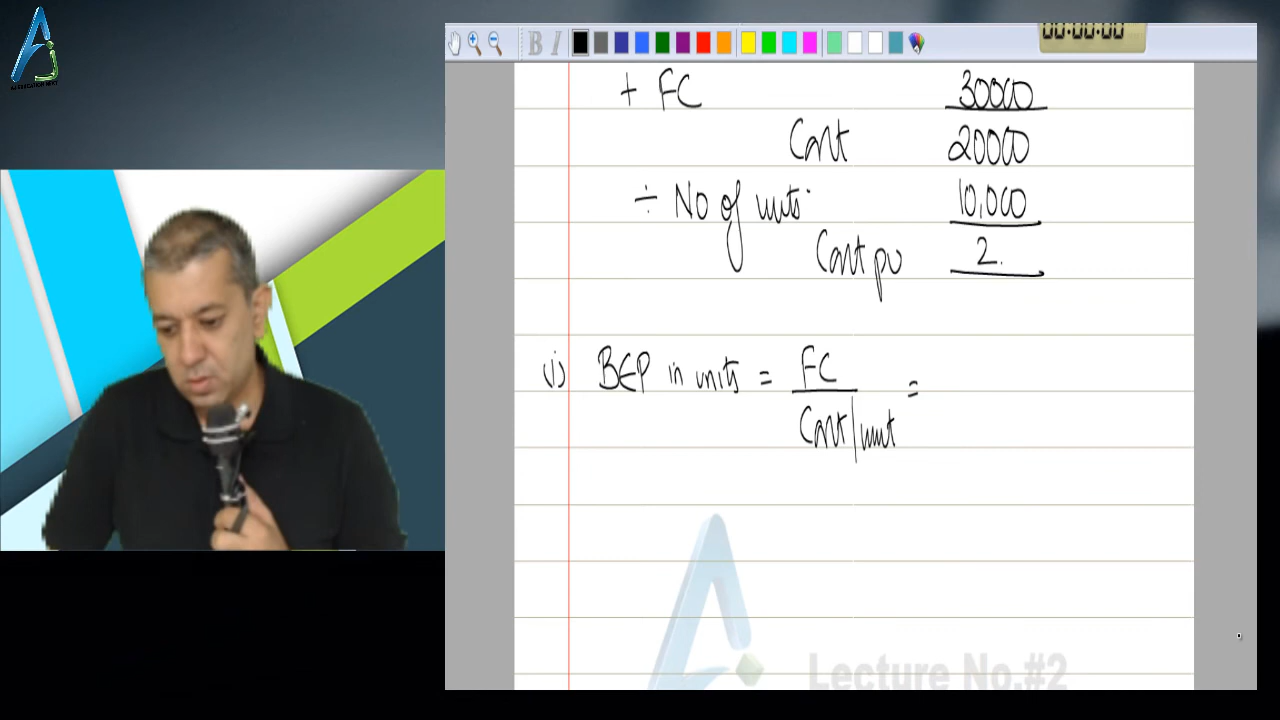 00:00:00
B I
+ FC 30000
Cont 20000
÷ No of units 10,000
Cont pu 2.
(i) BEP in units = FC / Cont/unit =
Lecture No.#2